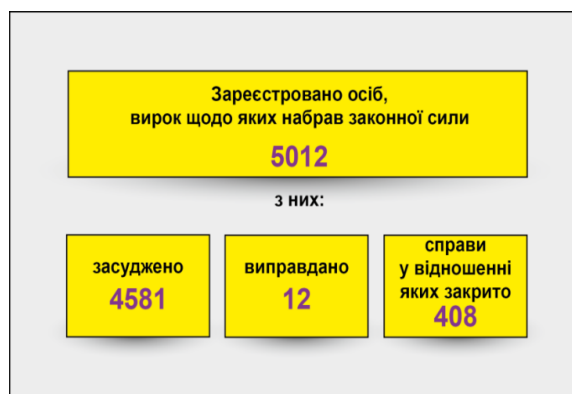 Зареєстровано осіб,
вирок щодо яких набрав законної сили
5012
з них:
засуджено
4581
виправдано
12
справи
у відношенні
яких закрито
408